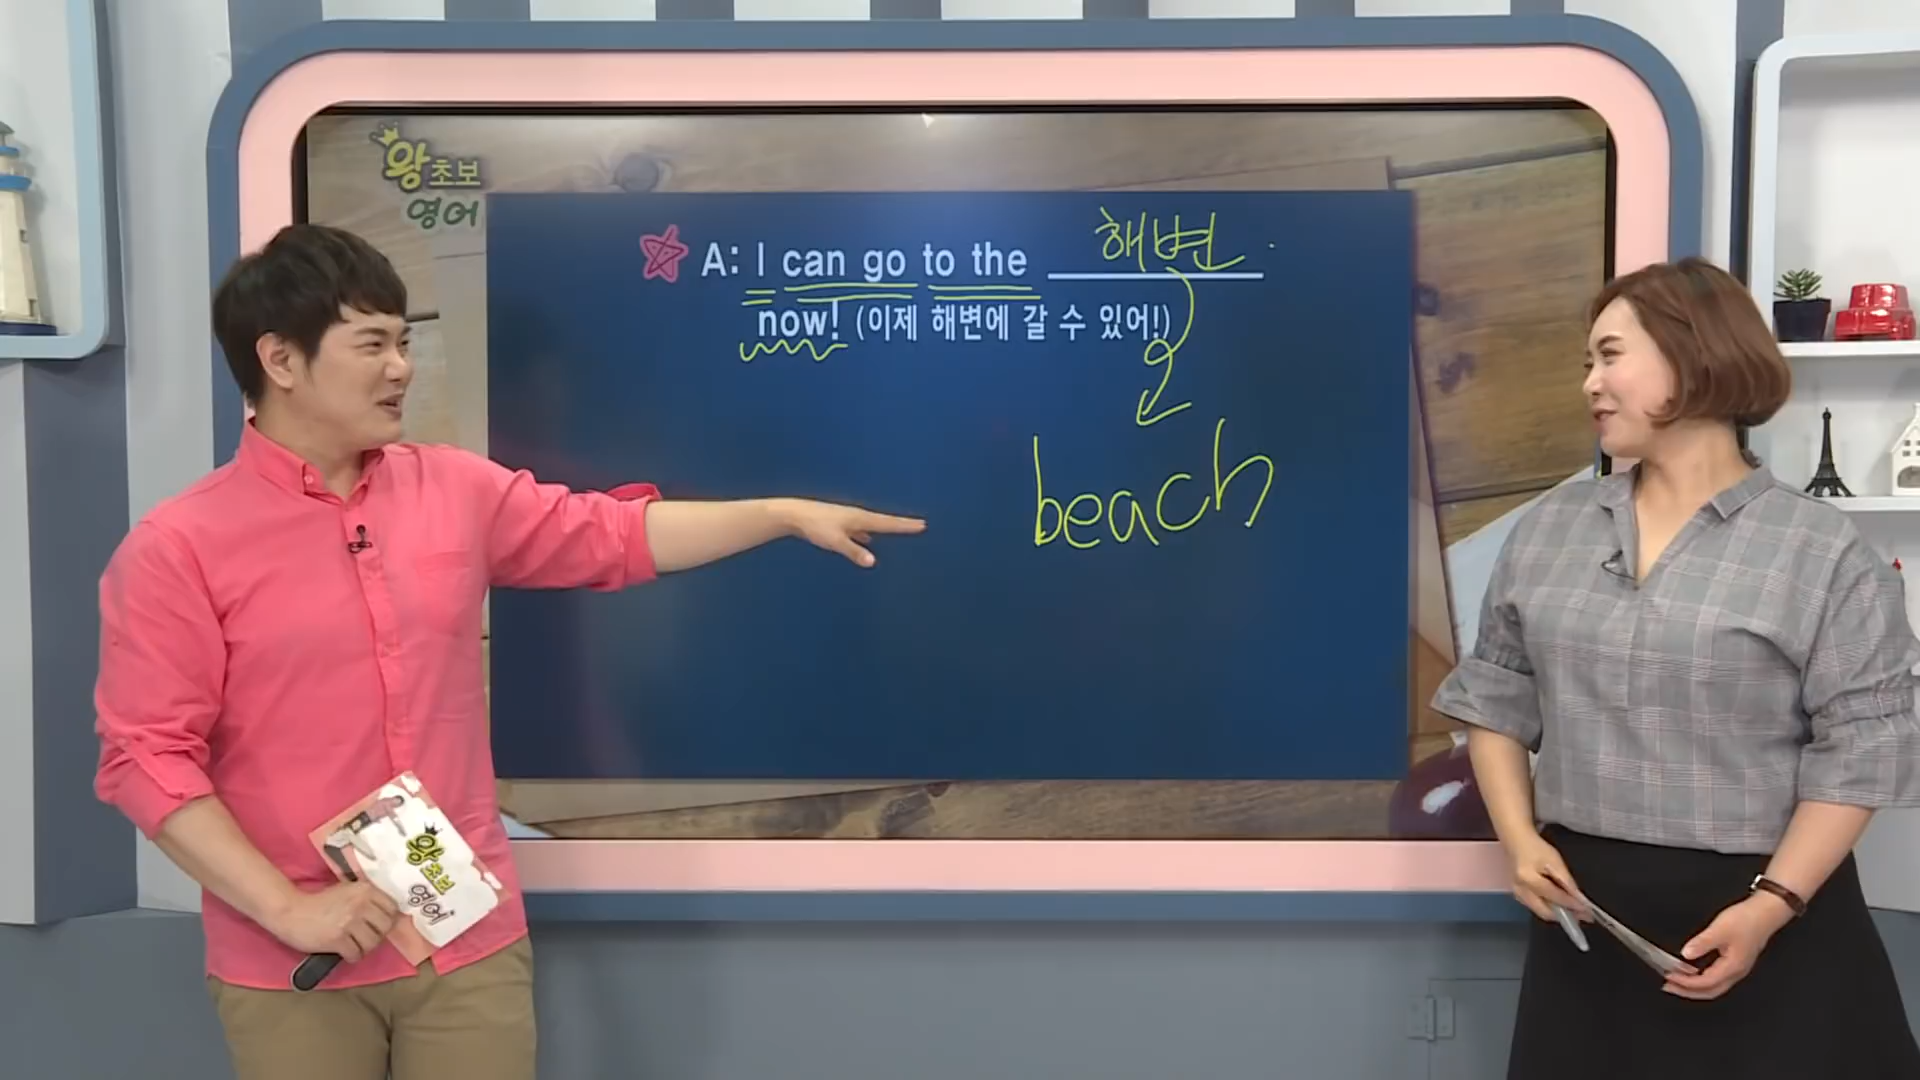 왕초보
영어
A: I can go to the 해변
now! (이제 해변에 갈 수 있어!)
beach
왕초보
영어